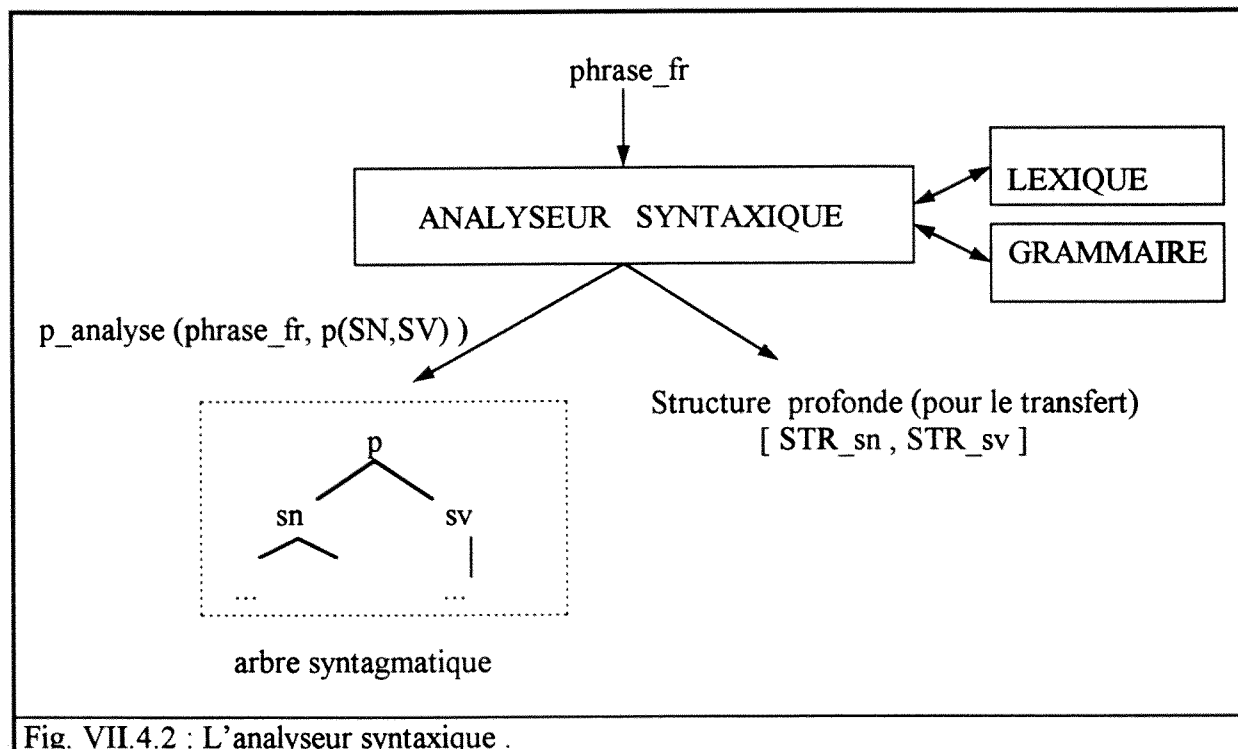 phrase_fr
LEXIQUE
ANALYSEUR SYNTAXIQUE
GRAMMAIRE
p_analyse (phrase_fr, p(SN,SV) )
Structure profonde (pour le transfert)
[ STR_sn , STR_sv ]
p
sn sv
... ...
arbre syntagmatique
Fig. VII.4.2 : L'analyseur syntaxique .